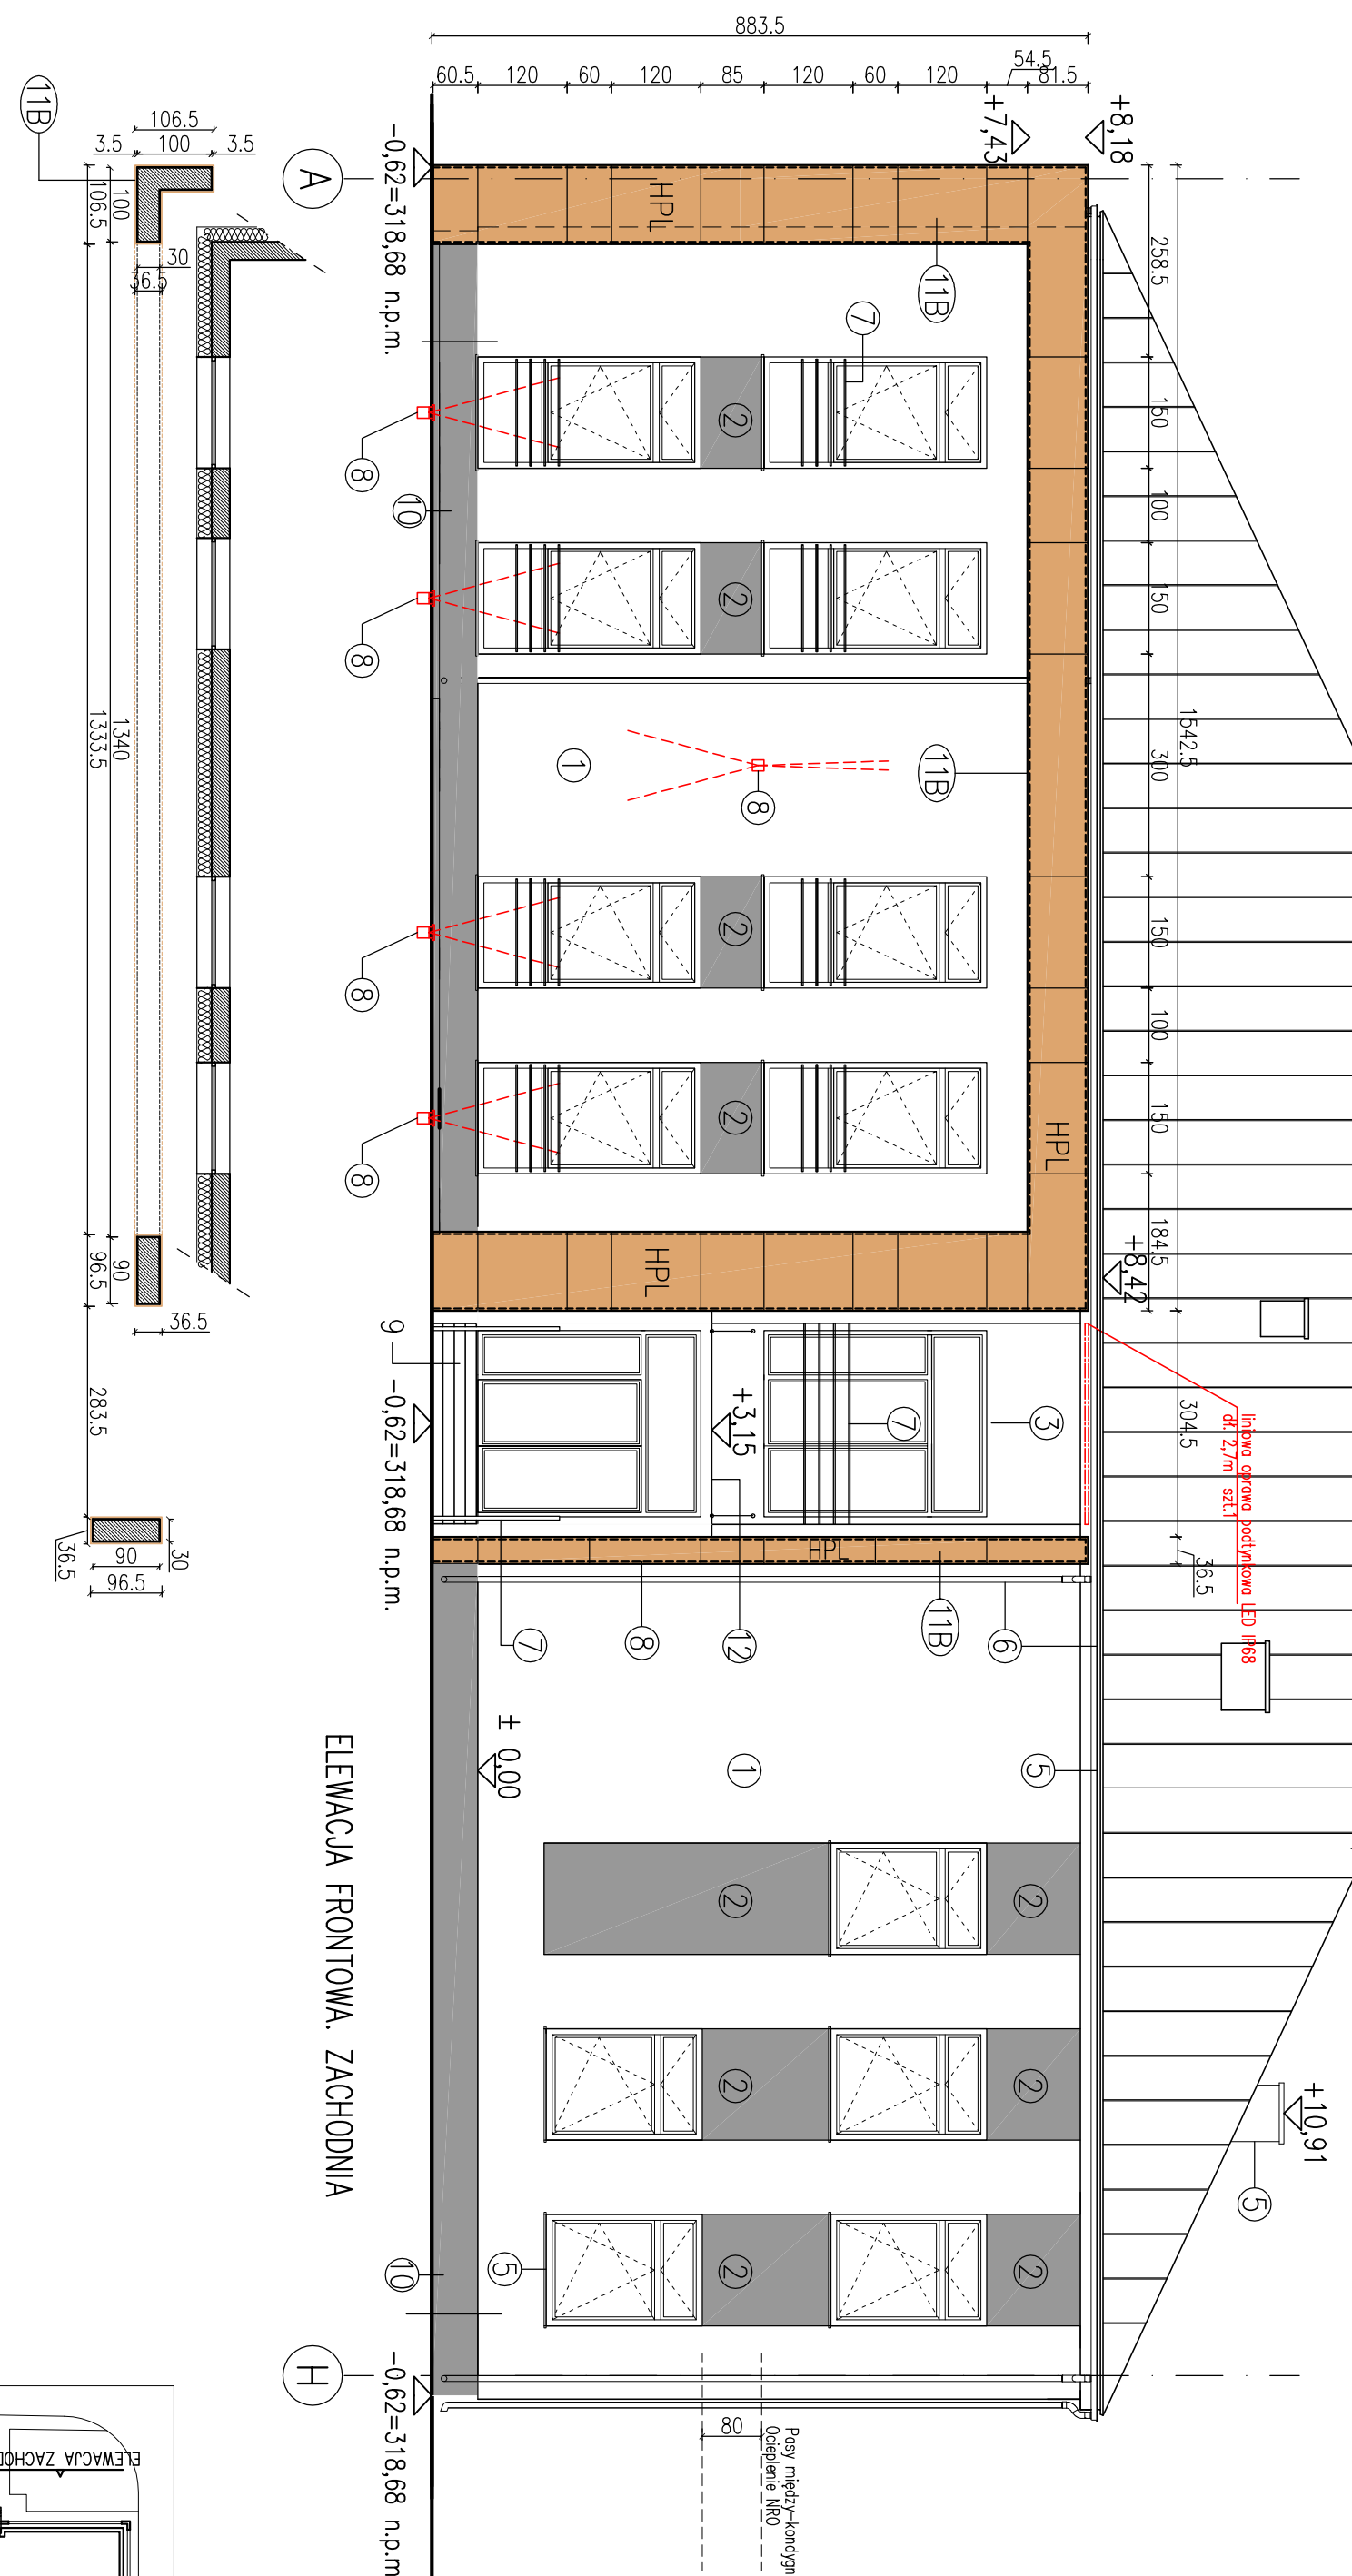 883.5
60.5 120 60 120 85 120 60 120 54.5 81.5
+7,43
+8,18
258.5 150 100 150 300 150 100 150 184.5
1542.5
304.5
36.5
+8,42
+10,91
5
liniowa oprawa podtynkowa LED IP68
dł. 2,7m szt.1
HPL
HPL
HPL
HPL
11B
11B
11B
7
7
7
2
2
2
2
1
8
3
+3,15
12
8
6
5
1
2
2
2
2
2
2
5
± 0,00
10
10
9
8
8
8
8
-0,62=318,68 n.p.m.
-0,62=318,68 n.p.m.
-0,62=318,68 n.p.m
A
H
80
Pasy między-kondygn
Ocieplenie NRO
ELEWACJA FRONTOWA. ZACHODNIA
11B
106.5
3.5 100 3.5
100
106.5
30
36.5
1340
1333.5
90
96.5
36.5
283.5
30
90
96.5
36.5
ELEWACJA ZACHOD